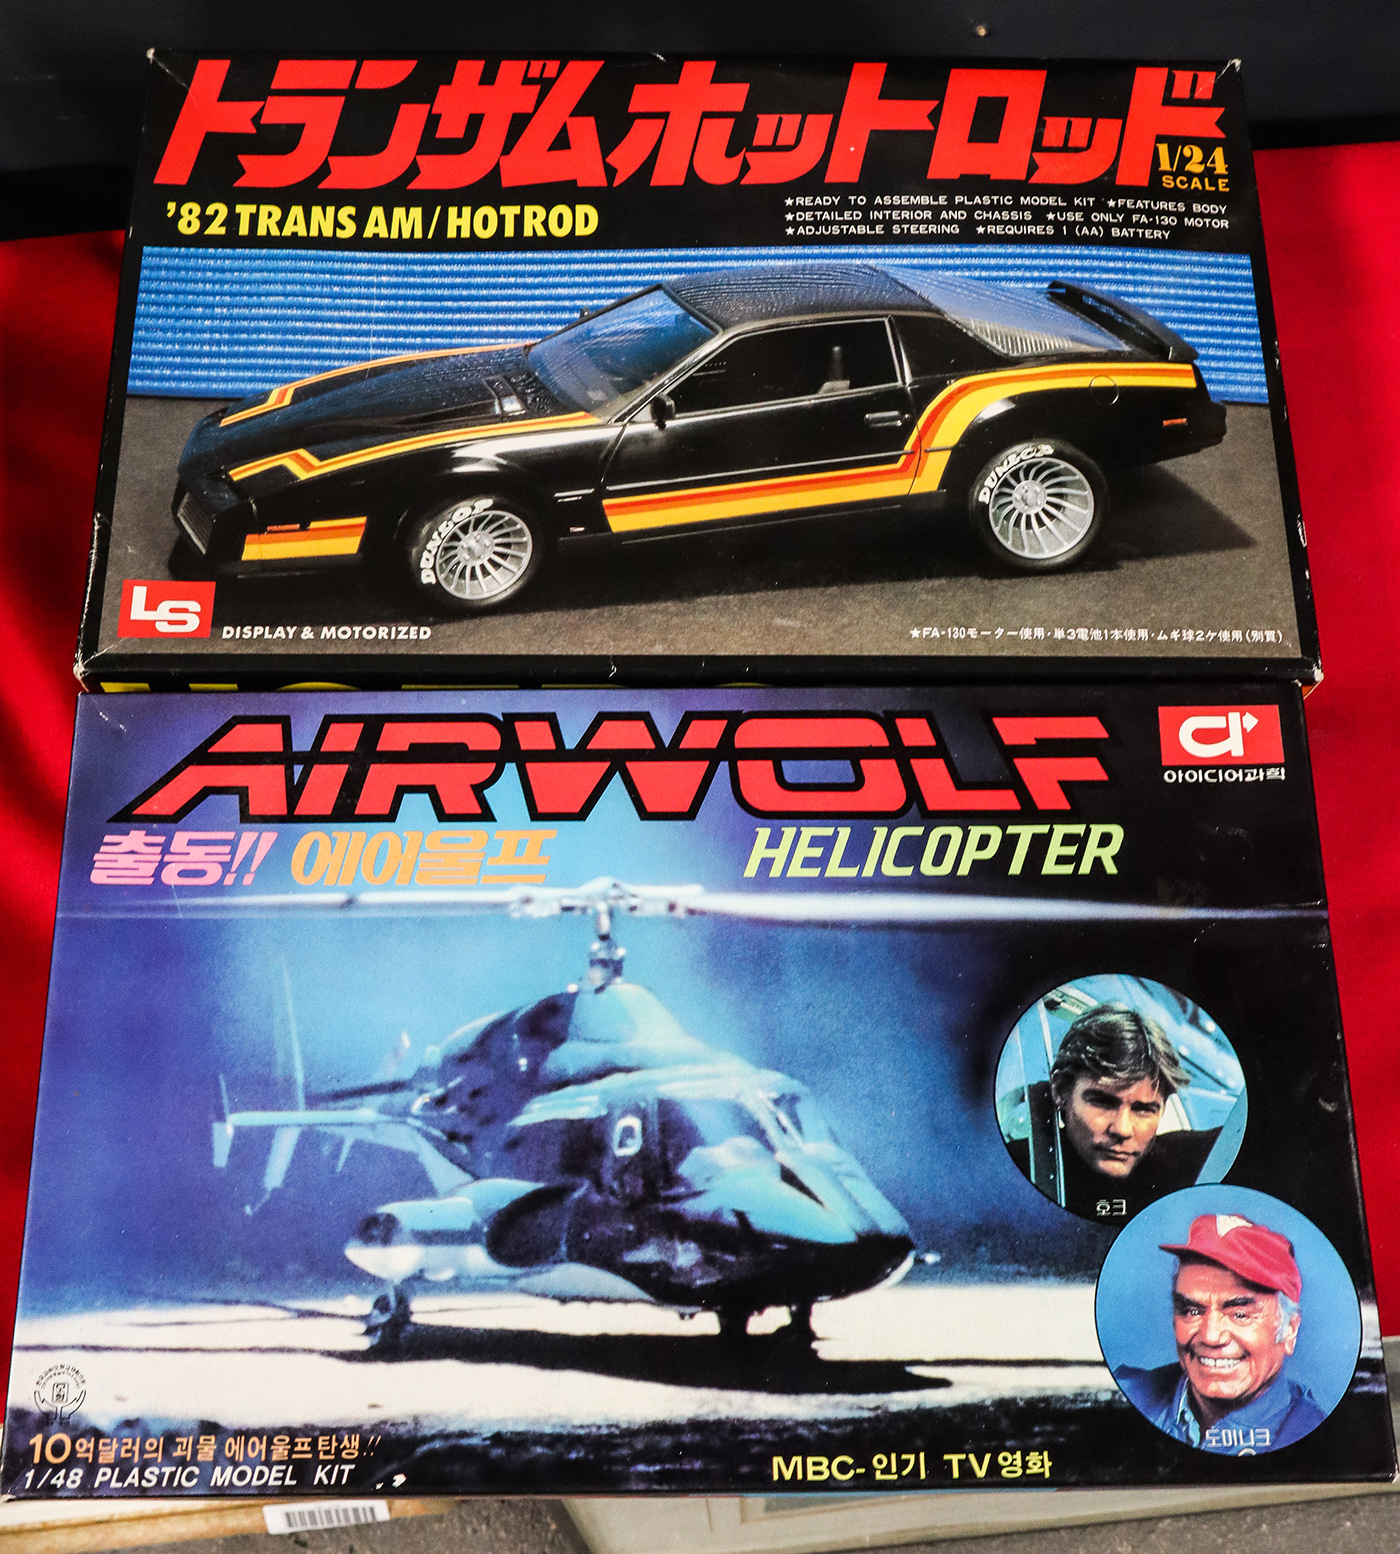 トランザムホットロッド
1/24
SCALE
'82 TRANS AM/HOTROD
★READY TO ASSEMBLE PLASTIC MODEL KIT ★FEATURES BODY
★DETAILED INTERIOR AND CHASSIS ★USE ONLY FA-130 MOTOR
★ADJUSTABLE STEERING ★REQUIRES 1 (AA) BATTERY
DUNLOP
DUNLOP
LS
DISPLAY & MOTORIZED
★FA-130モーター使用·単3電池1本使用·ムギ球2ケ使用(別買)
AIRWOLF
아이디어과학
출동!! 에어울프
HELICOPTER
호크
도미니크
10억달러의 괴물 에어울프탄생!!
1/48 PLASTIC MODEL KIT
MBC-인기 TV영화